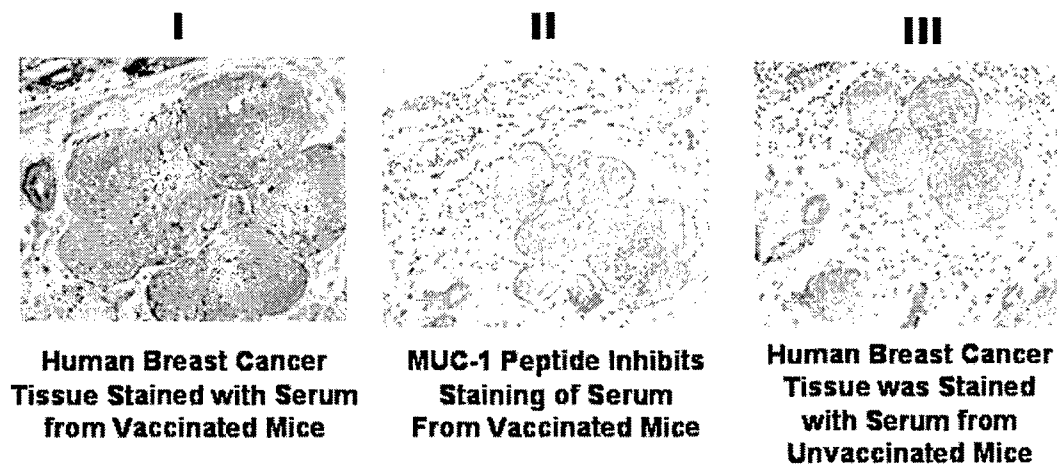 I
II
III
Human Breast Cancer
Tissue Stained with Serum
from Vaccinated Mice
MUC-1 Peptide Inhibits
Staining of Serum
From Vaccinated Mice
Human Breast Cancer
Tissue was Stained
with Serum from
Unvaccinated Mice